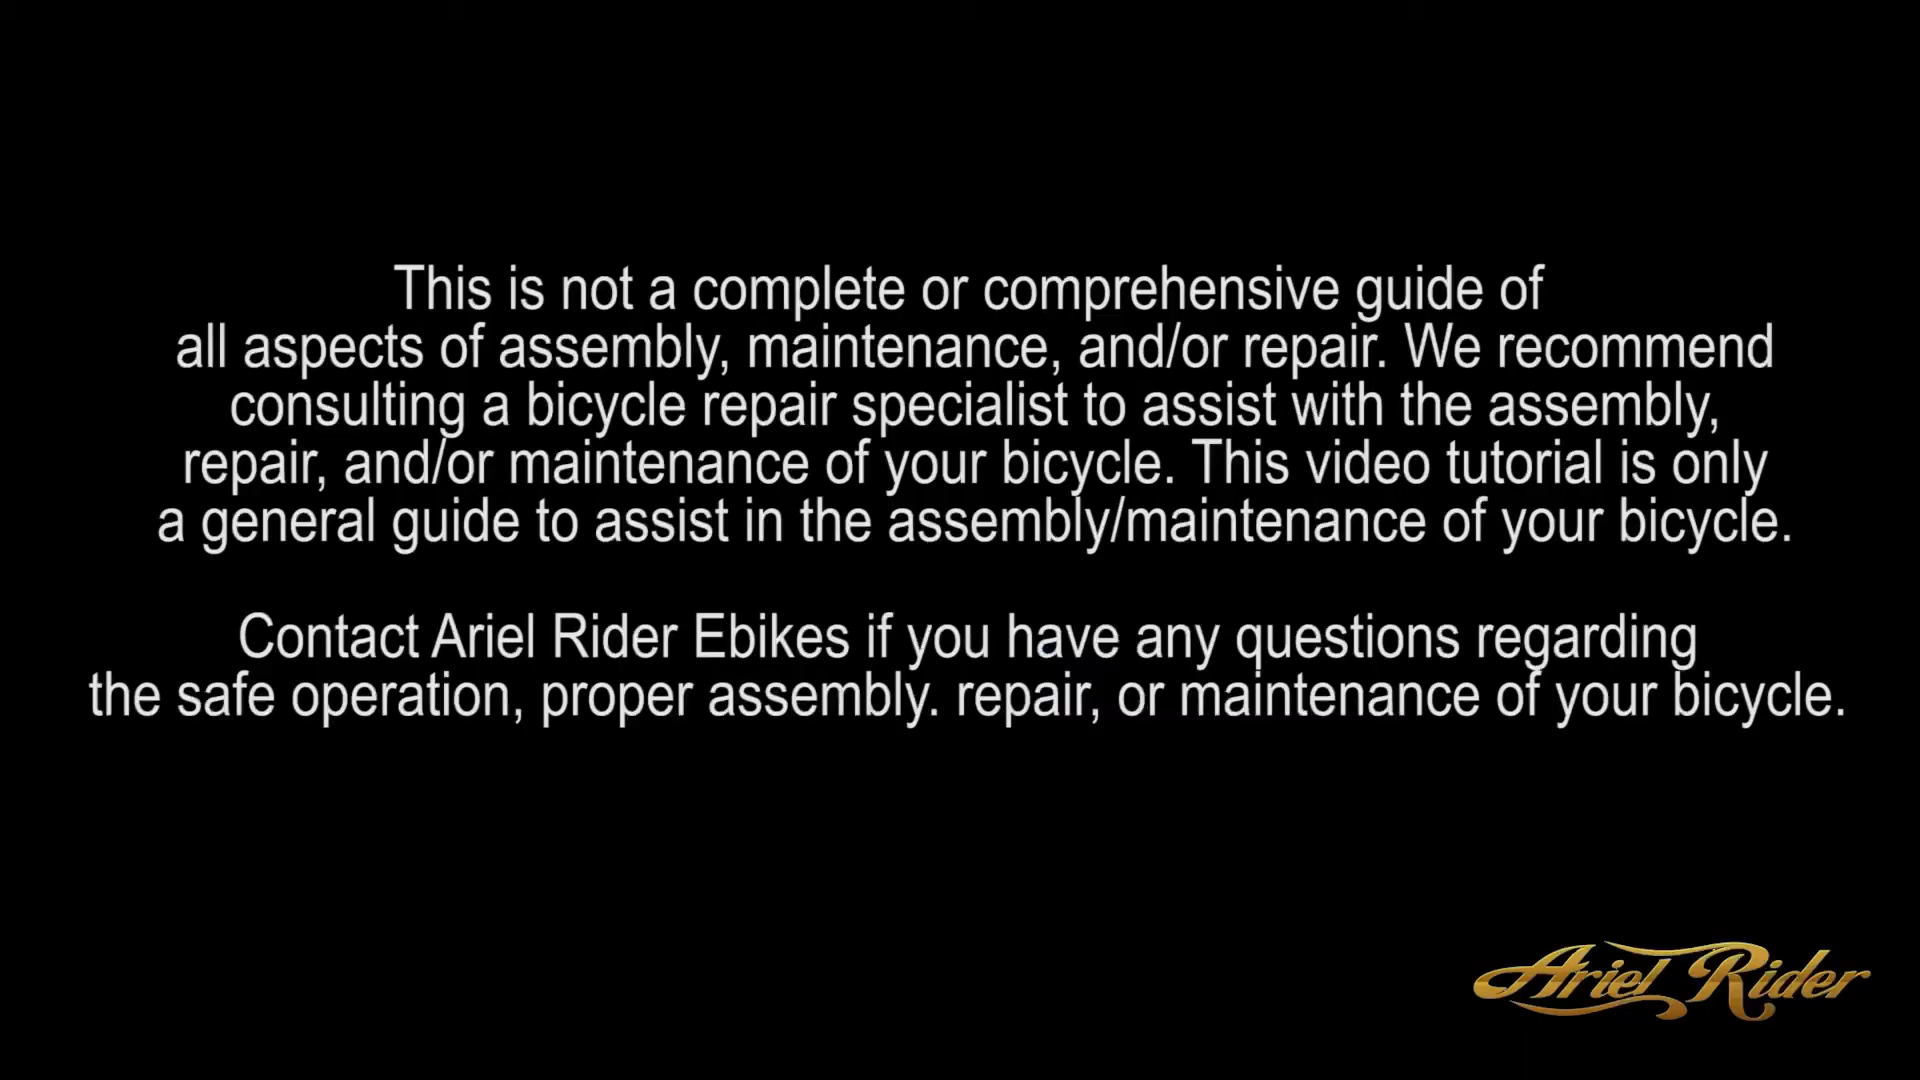 This is not a complete or comprehensive guide of
all aspects of assembly, maintenance, and/or repair. We recommend
consulting a bicycle repair specialist to assist with the assembly,
repair, and/or maintenance of your bicycle. This video tutorial is only
a general guide to assist in the assembly/maintenance of your bicycle.
Contact Ariel Rider Ebikes if you have any questions regarding
the safe operation, proper assembly. repair, or maintenance of your bicycle.
Ariel Rider